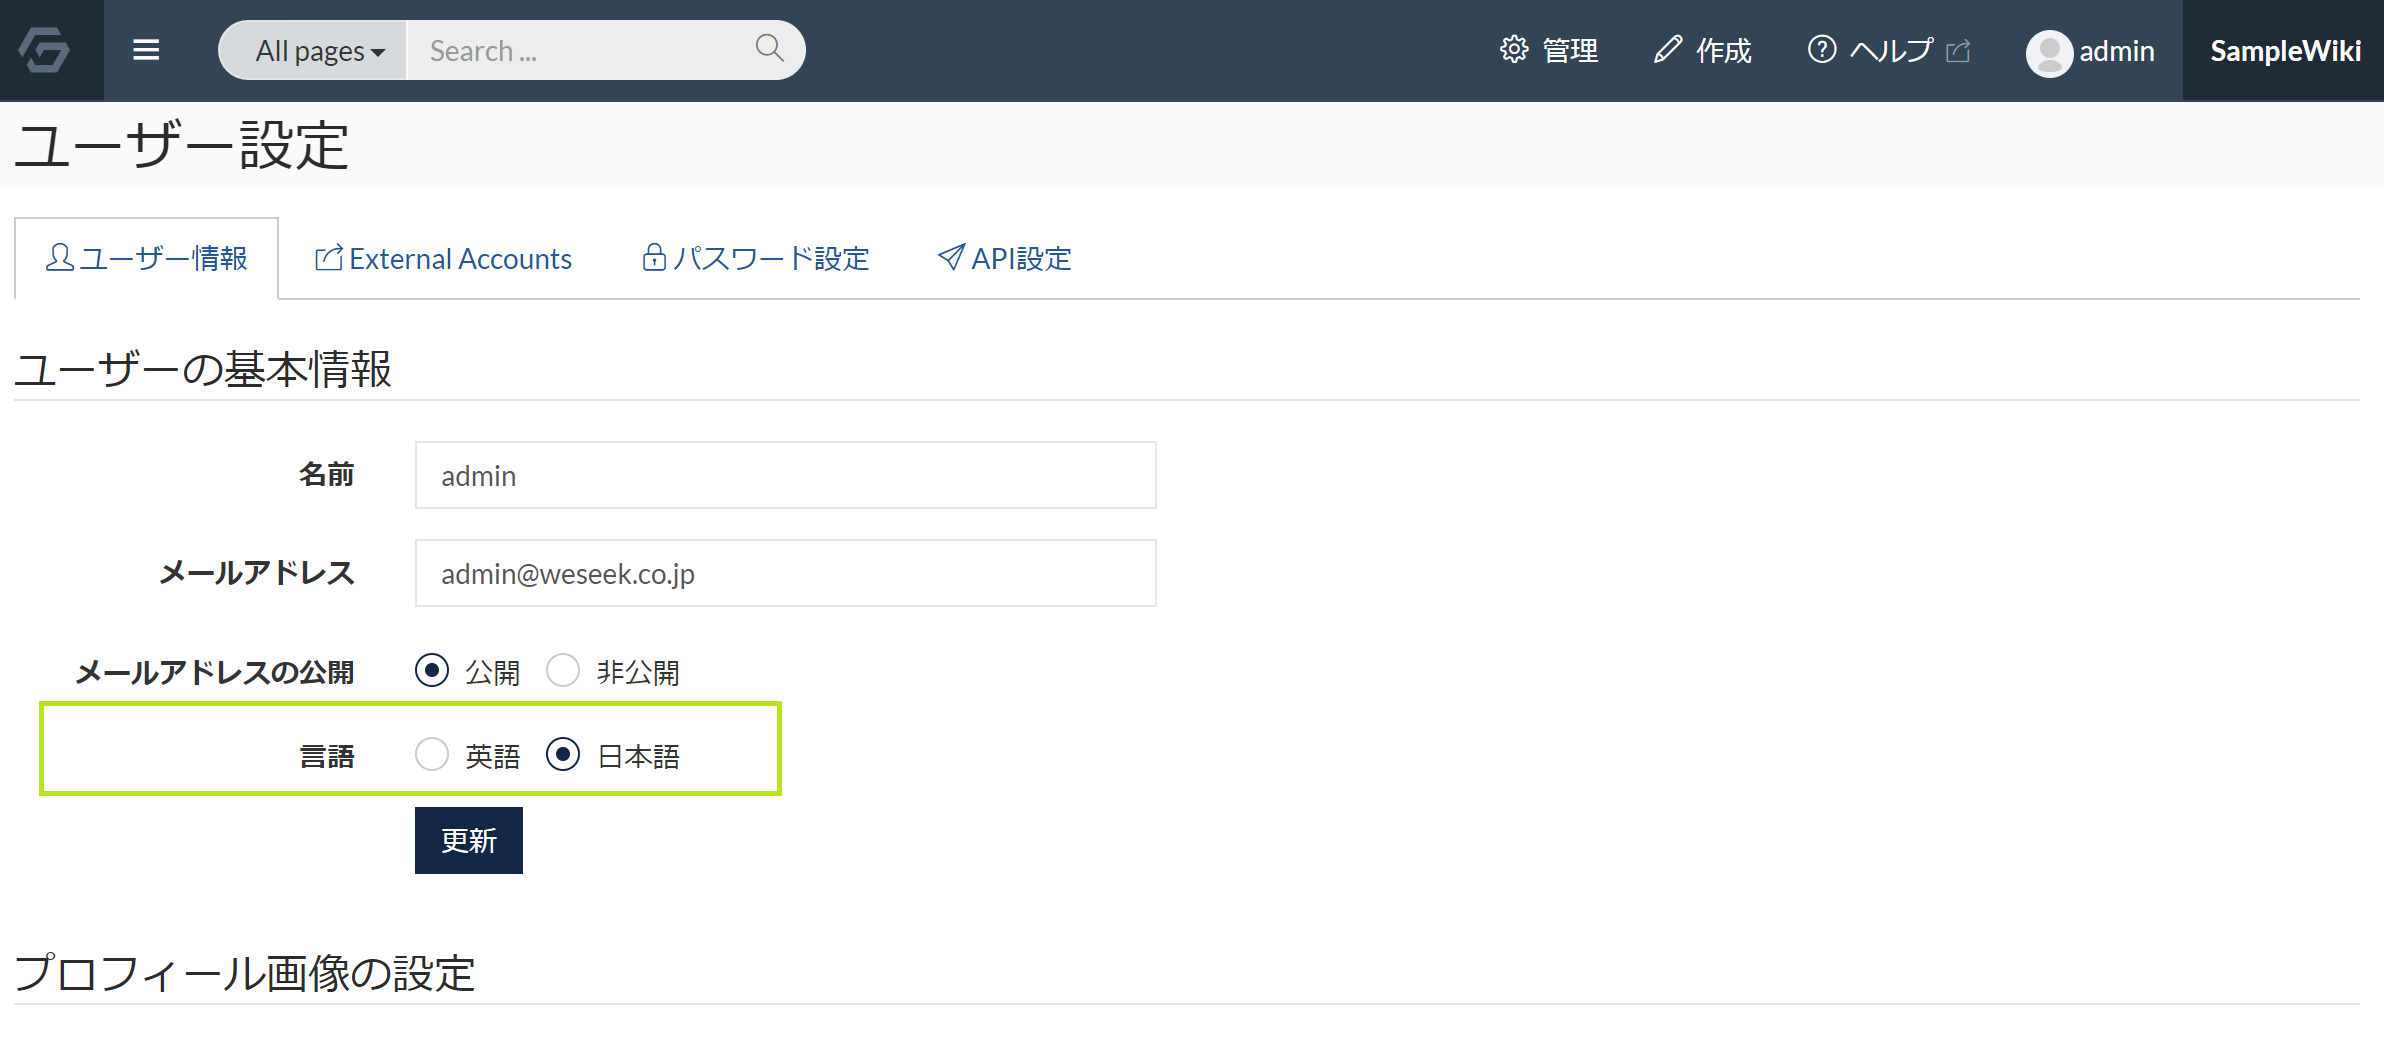 All pages Search ... 管理 作成 ヘルプ admin SampleWiki
ユーザー設定
ユーザー情報 External Accounts パスワード設定 API設定
ユーザーの基本情報
名前 admin
メールアドレス admin@weseek.co.jp
メールアドレスの公開 公開 非公開
言語 英語 日本語
更新
プロフィール画像の設定